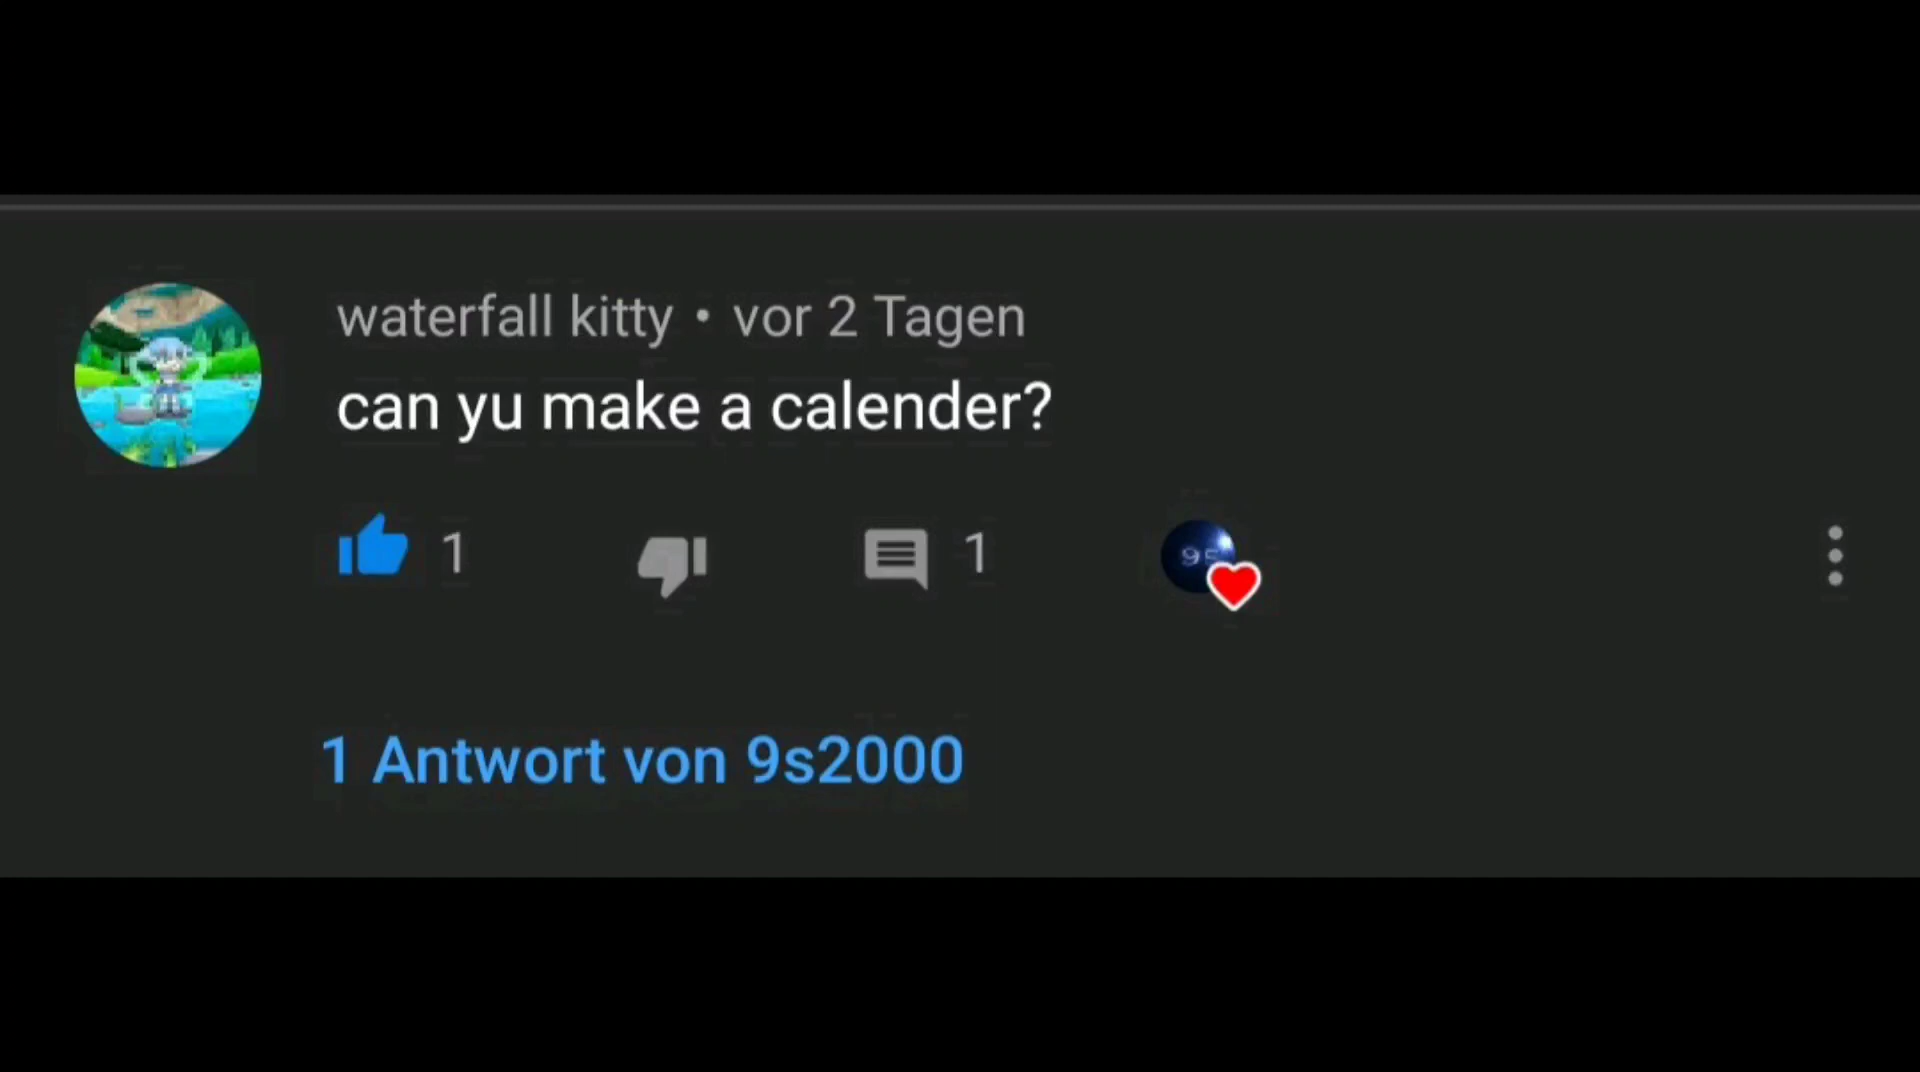 waterfall kitty • vor 2 Tagen
can yu make a calender?
1 1
1 Antwort von 9s2000